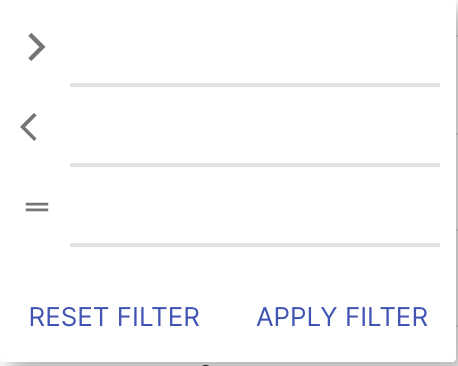 >
<
=
RESET FILTER APPLY FILTER